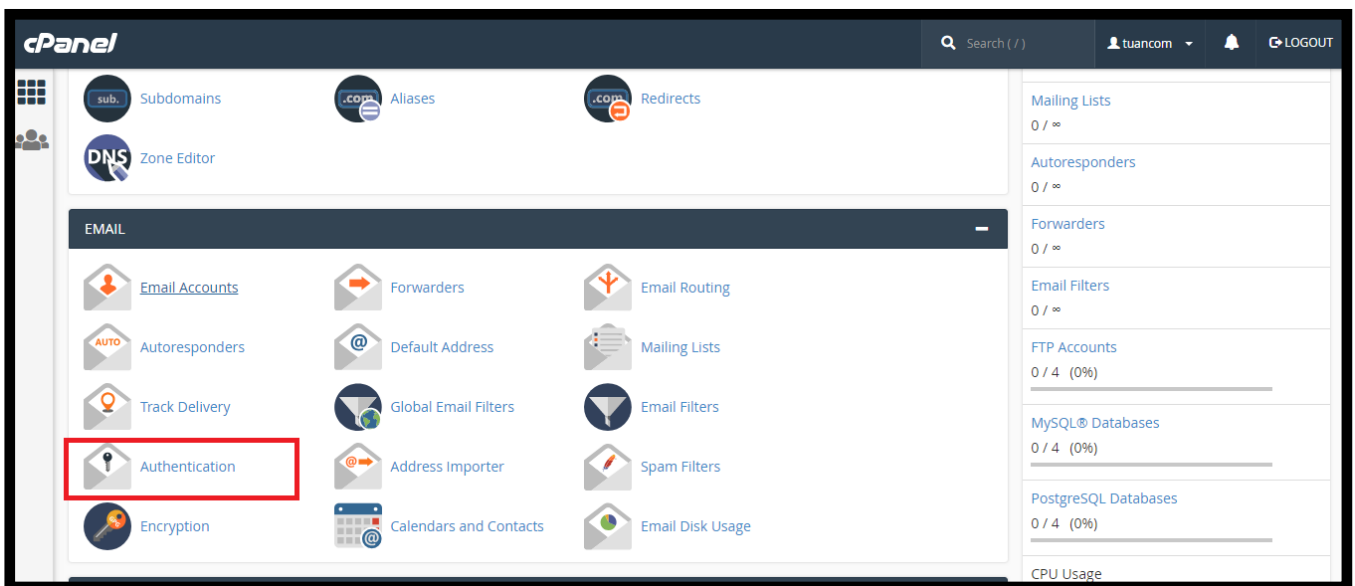 cPanel
Search ( / )
tuancom
LOGOUT
sub.
Subdomains
.com
Aliases
.com
Redirects
DNS
Zone Editor
EMAIL
Email Accounts
Forwarders
Email Routing
AUTO
Autoresponders
@
Default Address
Mailing Lists
Track Delivery
Global Email Filters
Email Filters
Authentication
@
Address Importer
Spam Filters
Encryption
@
Calendars and Contacts
Email Disk Usage
Mailing Lists
0 / ∞
Autoresponders
0 / ∞
Forwarders
0 / ∞
Email Filters
0 / ∞
FTP Accounts
0 / 4 (0%)
MySQL® Databases
0 / 4 (0%)
PostgreSQL Databases
0 / 4 (0%)
CPU Usage